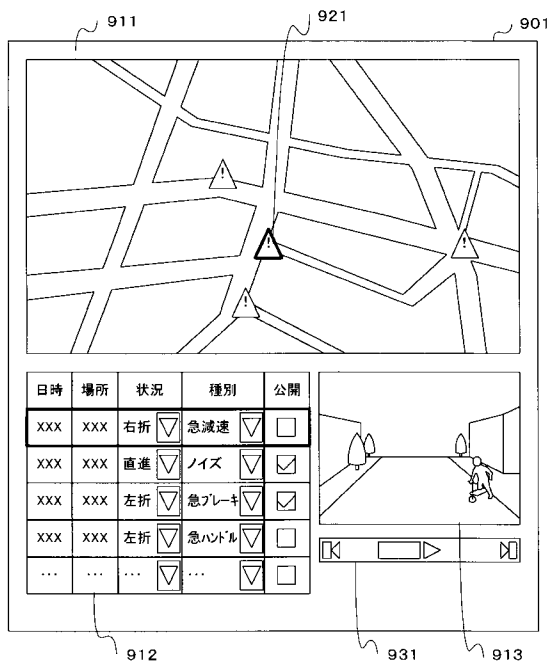 911
921
901
!
!
!
!
日時 場所 状況 種別 公開
xxx xxx 右折 急減速
xxx xxx 直進 ノイズ
xxx xxx 左折 急ブレーキ
xxx xxx 左折 急ハンドル
... ... ... ...
912
931
913